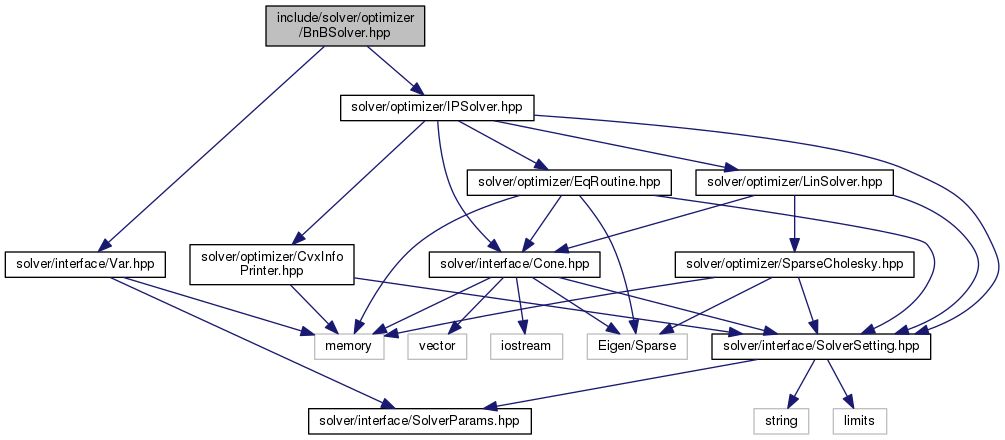 include/solver/optimizer
/BnBSolver.hpp
solver/optimizer/IPSolver.hpp
solver/optimizer/EqRoutine.hpp
solver/optimizer/LinSolver.hpp
solver/interface/Var.hpp
solver/optimizer/CvxInfo
Printer.hpp
solver/interface/Cone.hpp
solver/optimizer/SparseCholesky.hpp
memory
vector
iostream
Eigen/Sparse
solver/interface/SolverSetting.hpp
solver/interface/SolverParams.hpp
string
limits